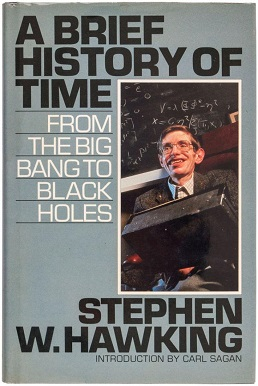 A BRIEF
HISTORY OF
TIME
FROM
THE BIG
BANG TO
BLACK
HOLES
STEPHEN
W. HAWKING
INTRODUCTION BY CARL SAGAN